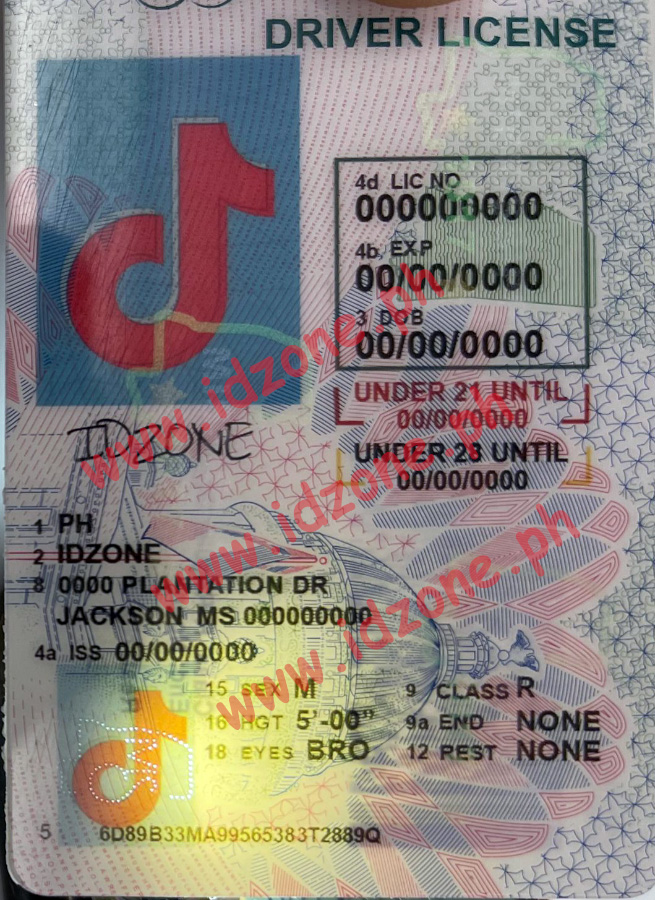 DRIVER LICENSE
4d LIC NO
000000000
4b, EXP
00/00/0000
3 DOB
00/00/0000
UNDER 21 UNTIL
00/00/0000
UNDER 23 UNTIL
00/00/0000
IDZONE
1 PH
2 IDZONE
8 0000 PLANTATION DR
JACKSON MS 000000000
4a ISS 00/00/0000
15 SEX M 9 CLASS R
16 HGT 5'-00" 9a END NONE
18 EYES BRO 12 REST NONE
5 6D89B33MA99565383T2889Q
www.idzone.ph
www.idzone.ph
www.idzone.ph
www.idzone.ph